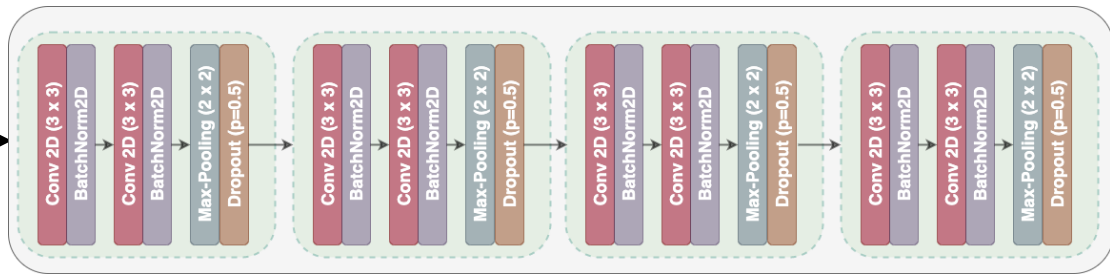 Conv 2D (3 x 3)
BatchNorm2D
Conv 2D (3 x 3)
BatchNorm2D
Max-Pooling (2 x 2)
Dropout (p=0.5)
Conv 2D (3 x 3)
BatchNorm2D
Conv 2D (3 x 3)
BatchNorm2D
Max-Pooling (2 x 2)
Dropout (p=0.5)
Conv 2D (3 x 3)
BatchNorm2D
Conv 2D (3 x 3)
BatchNorm2D
Max-Pooling (2 x 2)
Dropout (p=0.5)
Conv 2D (3 x 3)
BatchNorm2D
Conv 2D (3 x 3)
BatchNorm2D
Max-Pooling (2 x 2)
Dropout (p=0.5)